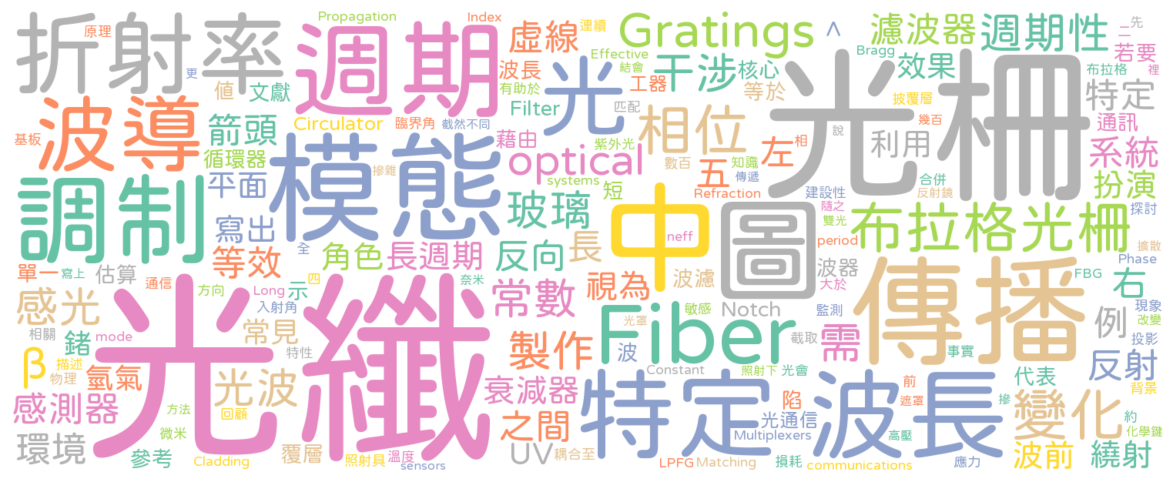 Propagation Index 連續 Gratings ^ 濾波器 週期性 先
原理 折射率 週期 虛線 Effective 結會 Bragg 一 若要
更 值 文獻 波長 有助於 工器 光 干涉 核心 效果 布拉格 裡
波導 箭頭 Circulator 臨界角 截然不同 Filter 匹配 等於 光柵 披覆層 特定
基板 循環器 摻雜 藉由 紫外光 相位 利用 幾百 通訊
調制 平面 模態 optical 數百 五 知識 左 相 說 系統
systems 短 Refraction 傳遞 建設性 合併 反射鏡 扮演
寫出 玻璃 中 neff 圖 隨之 雙光 布拉格光柵 探討
單一 寫上 等效 全 角色 長週期 反向 長 period 擴散
估算 四 奈米 視為 波濾 波器 大於 傳播 Phase
感光 通信 方向 Long 入射角 示 常數 敏感 Notch 監測 FBG 右 現象
相關 鍺 mode 光纖 常見 光罩 Fiber 截取 需 例 改變
β 描述 特性 製作 波 Constant 照射下 光會 事實 投影
物理 氫氣 光波 衰減器 特定 波長 前 代表 反射
感測器 方法 回顧 之間 陷 光通信 遮罩 摻 變化 背景
環境 微米 覆層 UV 耦合至 Multiplexers 高壓 約 化學鍵
參考 Cladding 照射具 溫度 sensors LPFG Matching 損耗 communications 應力 波前 繞射